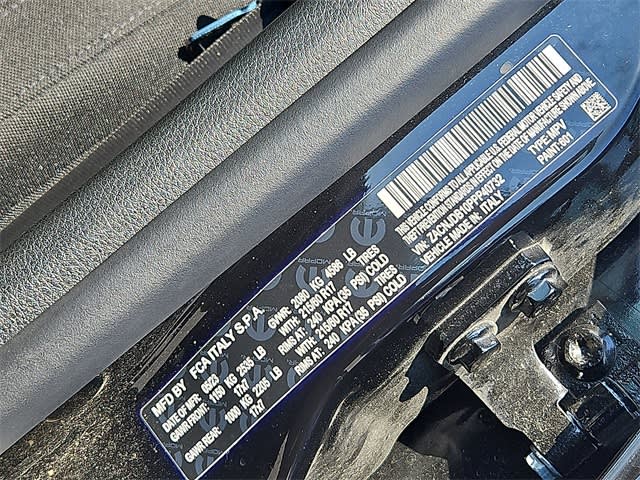 MFD BY FCA ITALY S.P.A.
DATE OF MFR: GVWR: 2080 KG 4586 LB
GAWR FRONT: 1150 KG 2535 LB WITH: 215/60 R17 TIRES
RIMS AT: 240 KPA (35 PSI) COLD
GAWR REAR: 1000 KG 2205 LB WITH: 215/60 R17 TIRES
RIMS AT: 240 KPA (35 PSI) COLD
THIS VEHICLE CONFORMS TO ALL APPLICABLE U.S. FEDERAL MOTOR VEHICLE SAFETY AND
THEFT PREVENTION STANDARDS IN EFFECT ON THE DATE OF MANUFACTURE SHOWN ABOVE
VIN: TYPE: MPV
VEHICLE MADE IN: ITALY PAINT:
MOPAR